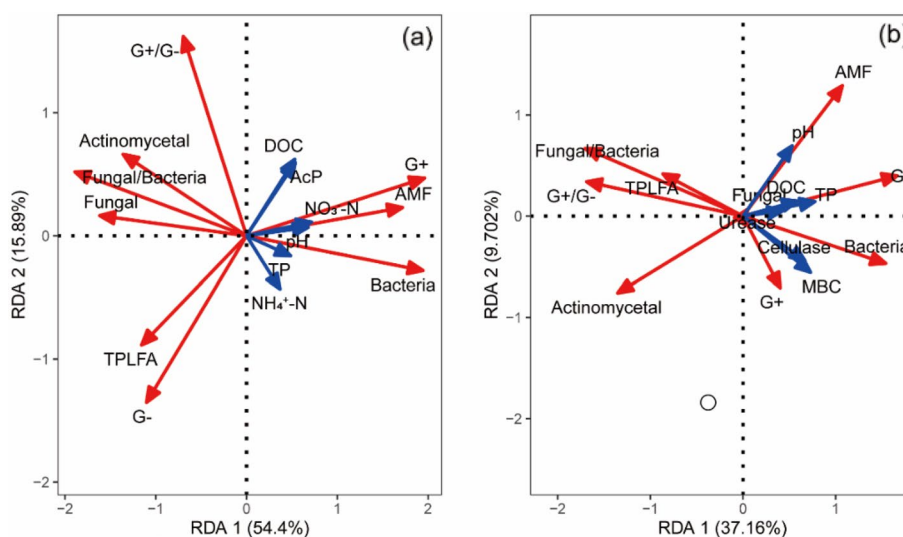 (a)
G+/G-
Actinomycetal
Fungal/Bacteria
Fungal
DOC
AcP
G+
AMF
NO₃⁻-N
pH
TP
NH₄⁺-N
Bacteria
TPLFA
G-
1
0
-1
-2
-2
-1
0
1
2
RDA 1 (54.4%)
RDA 2 (15.89%)
(b)
AMF
pH
Fungal/Bacteria
G+/G-
TPLFA
Fungal
DOC
TP
Urease
Cellulase
Bacteria
MBC
G+
Actinomycetal
1
0
-1
-2
-2
-1
0
1
RDA 1 (37.16%)
RDA 2 (9.702%)